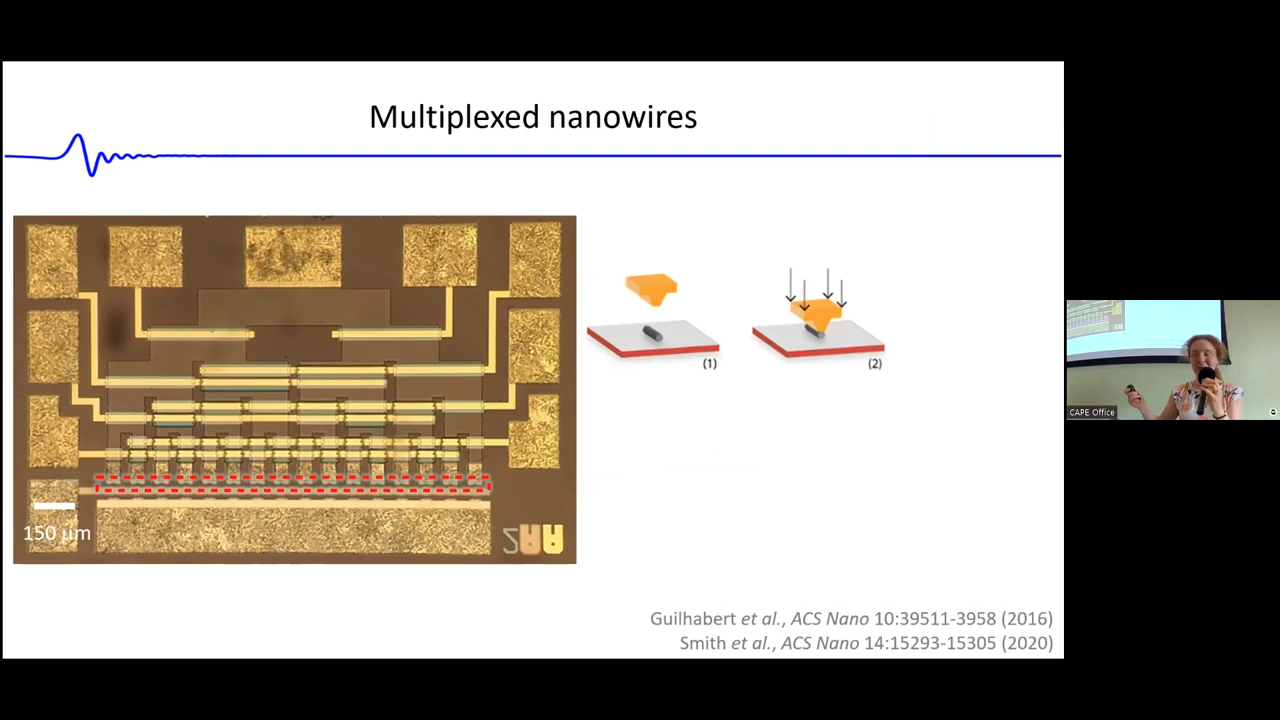 Multiplexed nanowires
(1)
(2)
150 µm
Guilhabert et al., ACS Nano 10:39511-3958 (2016)
Smith et al., ACS Nano 14:15293-15305 (2020)
CAPE Office